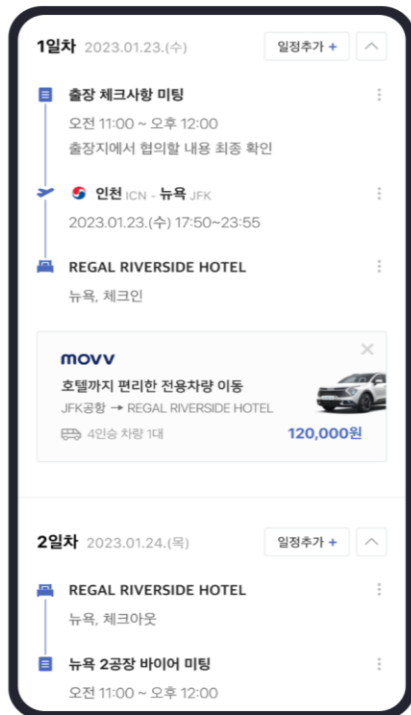 1일차 2023.01.23.(수) 일정추가 +
출장 체크사항 미팅
오전 11:00 ~ 오후 12:00
출장지에서 협의할 내용 최종 확인
인천 ICN - 뉴욕 JFK
2023.01.23.(수) 17:50~23:55
REGAL RIVERSIDE HOTEL
뉴욕, 체크인
movv
호텔까지 편리한 전용차량 이동
JFK공항 → REGAL RIVERSIDE HOTEL
4인승 차량 1대 120,000원
2일차 2023.01.24.(목) 일정추가 +
REGAL RIVERSIDE HOTEL
뉴욕, 체크아웃
뉴욕 2공장 바이어 미팅
오전 11:00 ~ 오후 12:00